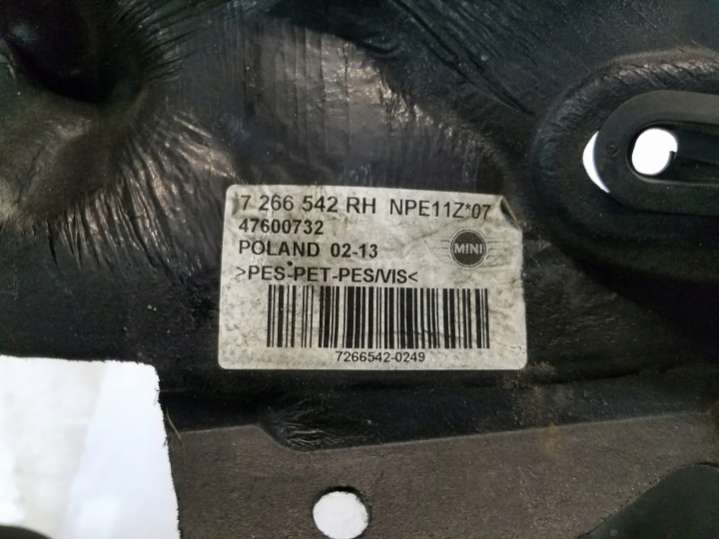 7 266 542 RH NPE11Z*07
47600732
POLAND 02-13
MINI
>PES-PET-PES/VIS<
7266542-0249